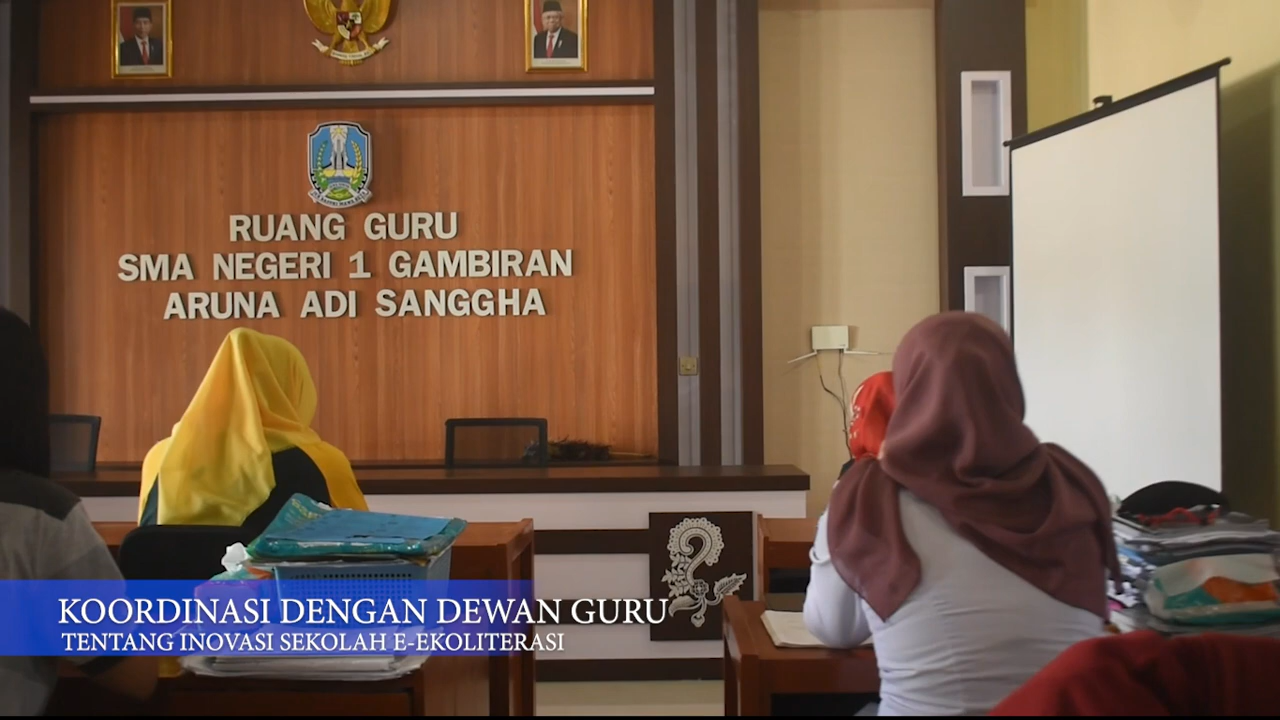 RUANG GURU
SMA NEGERI 1 GAMBIRAN
ARUNA ADI SANGGHA
KOORDINASI DENGAN DEWAN GURU
TENTANG INOVASI SEKOLAH E-EKOLITERASI